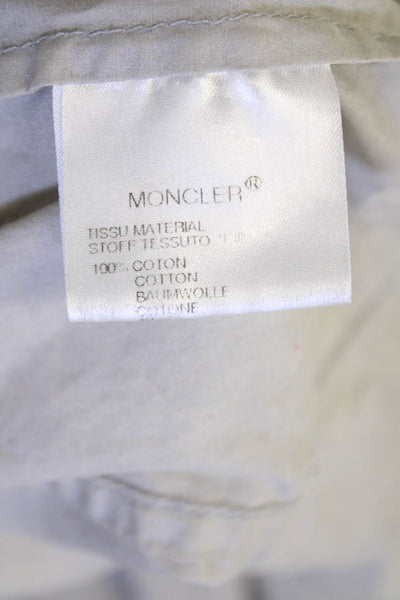 MONCLER®
TISSU MATERIAL
STOFF TESSUTO
100% COTON
COTTON
BAUMWOLLE
COTONE